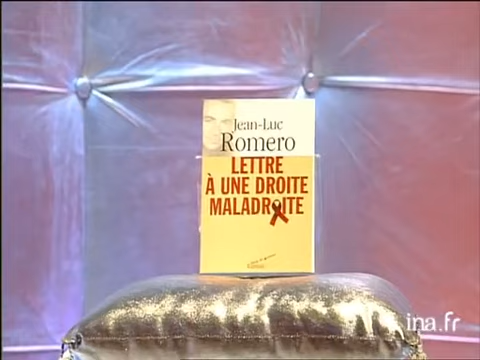 Jean-Luc
Romero
LETTRE
À UNE DROITE
MALADROITE
ina.fr